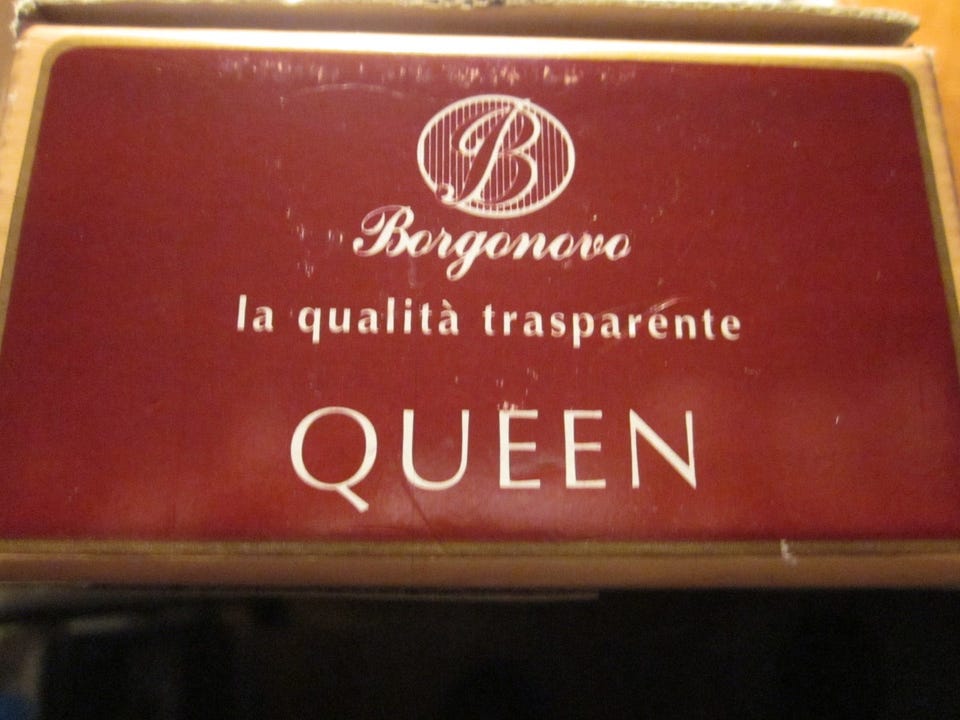 B
Borgonovo
la qualità trasparente
QUEEN